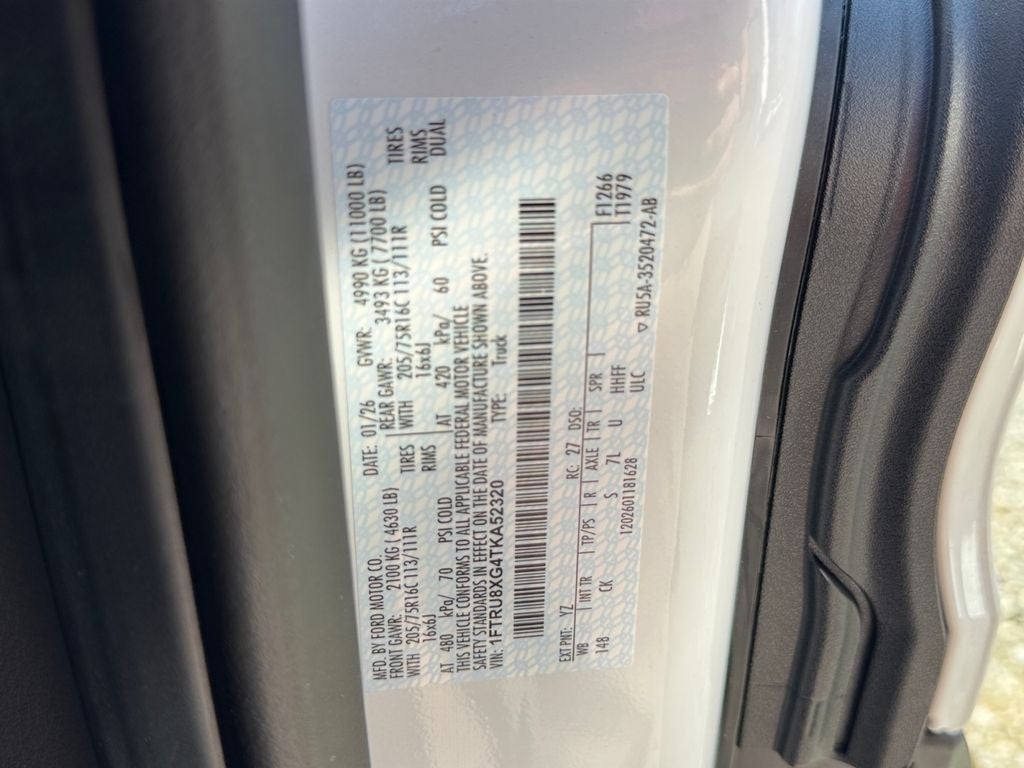 MFD. BY FORD MOTOR CO. DATE: 01/26 GVWR: 4990 KG (11000 LB)
FRONT GAWR: 2100 KG ( 4630 LB) REAR GAWR: 3493 KG ( 7700 LB)
WITH 205/75R16C 113/111R TIRES WITH 205/75R16C 113/111R TIRES
16x6J RIMS 16x6J RIMS
AT 480 kPa/ 70 PSI COLD AT 420 kPa/ 60 PSI COLD DUAL
THIS VEHICLE CONFORMS TO ALL APPLICABLE FEDERAL MOTOR VEHICLE
SAFETY STANDARDS IN EFFECT ON THE DATE OF MANUFACTURE SHOWN ABOVE.
VIN: 1FTRU8XG4TKA52320 TYPE: Truck
EXT PNT: YZ RC: 27 DSO: F1266
WB INT TR TP/PS R AXLE TR SPR T1979
148 CK S 7L U HHFF
1202601181628 ULC ▽ RU5A-3520472-AB